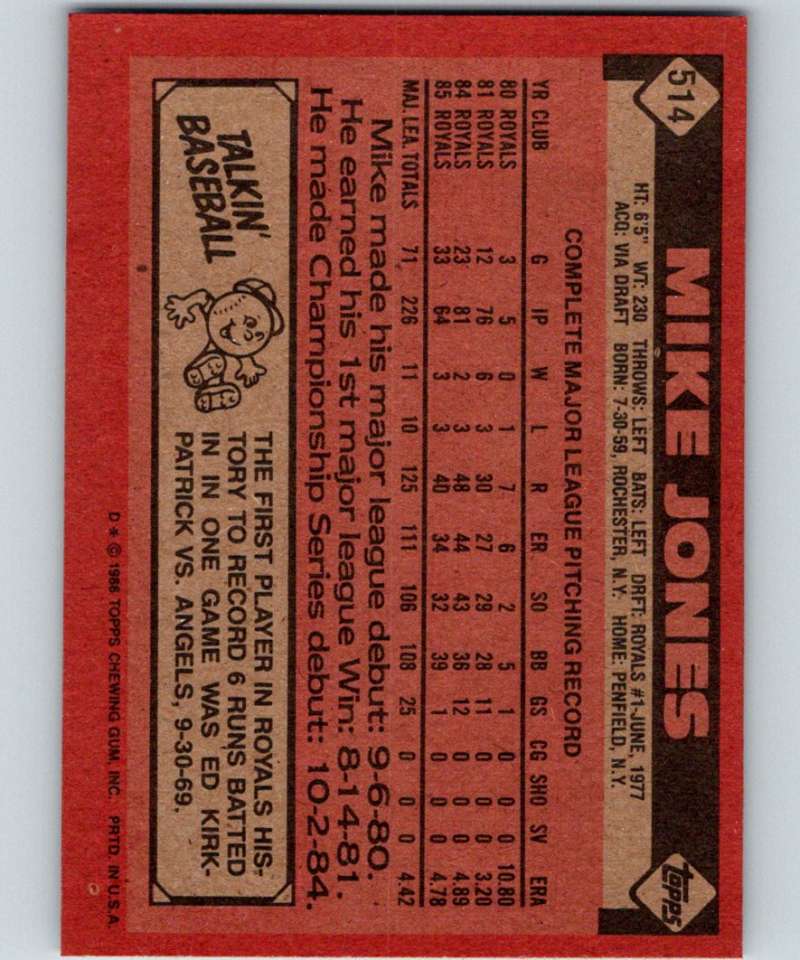 514
MIKE JONES
topps
HT: 6'5" WT: 230 THROWS: LEFT BATS: LEFT DRFT: ROYALS #1-JUNE, 1977
ACQ: VIA DRAFT BORN: 7-30-59, ROCHESTER, N.Y. HOME: PENFIELD, N.Y.
COMPLETE MAJOR LEAGUE PITCHING RECORD
YR CLUB G IP W L R ER SO BB GS CG SHO SV ERA
80 ROYALS 3 5 0 1 7 6 2 5 1 0 0 0 10.80
81 ROYALS 12 76 6 3 30 27 29 28 11 0 0 0 3.20
84 ROYALS 23 81 2 3 48 44 43 36 12 0 0 0 4.89
85 ROYALS 33 64 3 3 40 34 32 39 1 0 0 0 4.78
MAJ. LEA. TOTALS 71 226 11 10 125 111 106 108 25 0 0 0 4.42
Mike made his major league debut: 9-6-80.
He earned his 1st major league Win: 8-14-81.
He made Championship Series debut: 10-2-84.
TALKIN'
BASEBALL
THE FIRST PLAYER IN ROYALS HIS-
TORY TO RECORD 6 RUNS BATTED
IN IN ONE GAME WAS ED KIRK-
PATRICK VS. ANGELS, 9-30-69.
D * © 1986 TOPPS CHEWING GUM, INC. PRTD. IN U.S.A.